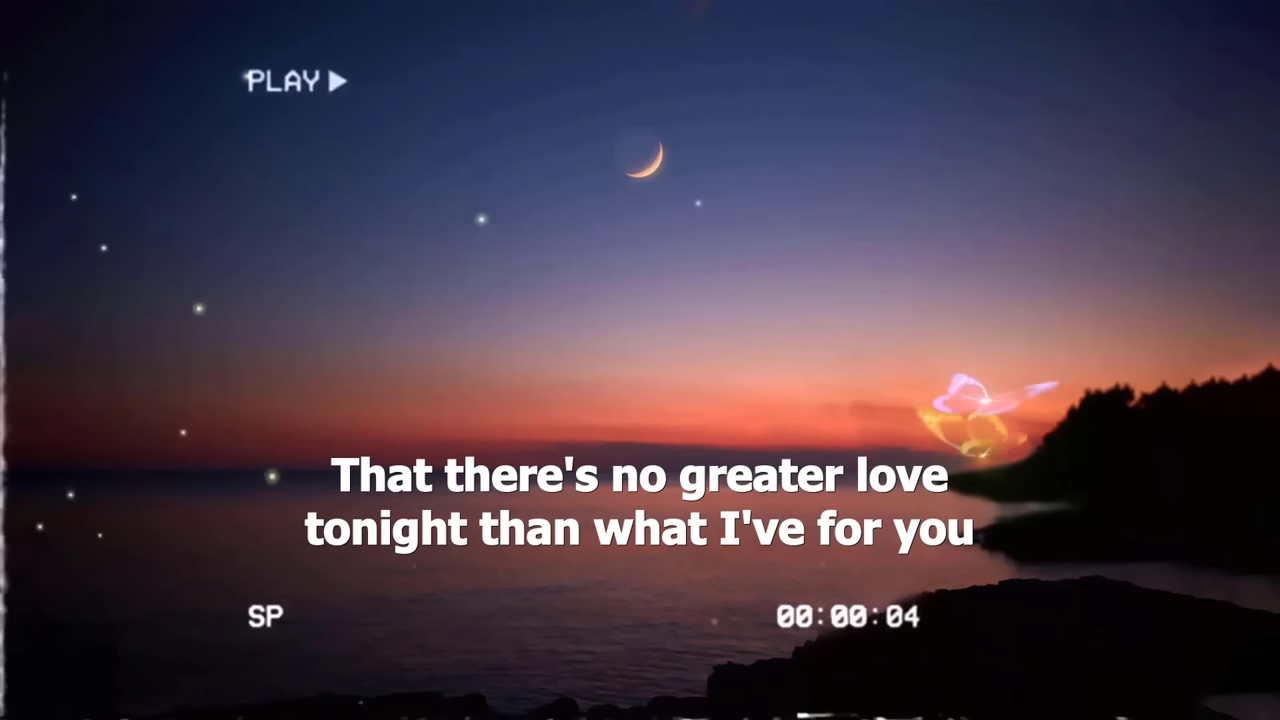 PLAY
That there's no greater love
tonight than what I've for you
SP
00:00:04